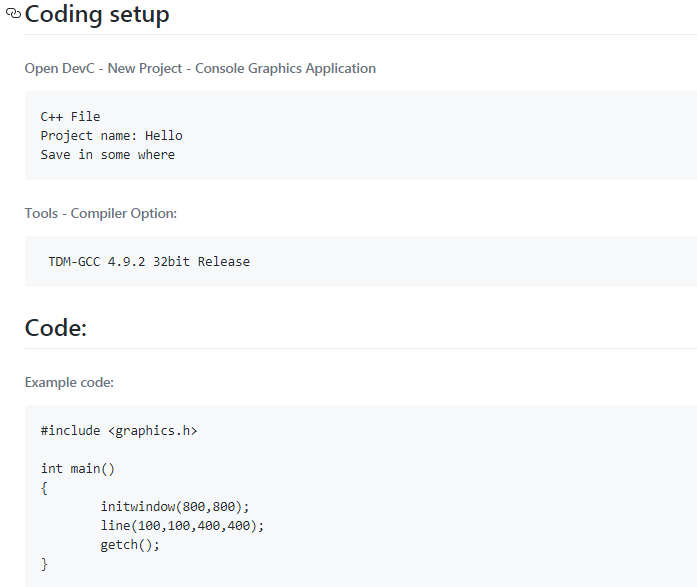 Coding setup
Open DevC - New Project - Console Graphics Application
C++ File
Project name: Hello
Save in some where
Tools - Compiler Option:
TDM-GCC 4.9.2 32bit Release
Code:
Example code:
#include <graphics.h>
int main()
{
initwindow(800,800);
line(100,100,400,400);
getch();
}